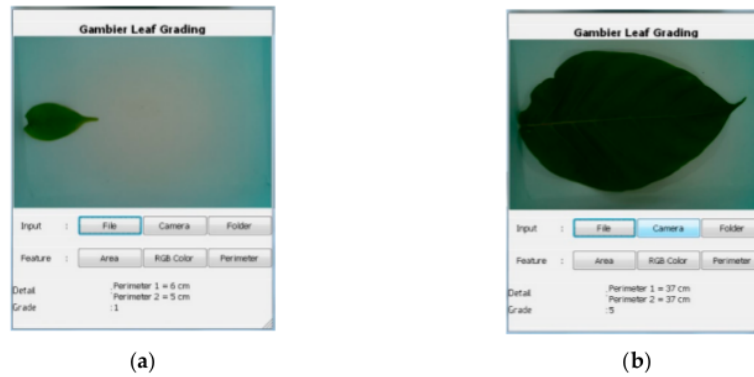 Gambier Leaf Grading
Input : File Camera Folder
Feature : Area RGB Color Perimeter
Detail :Perimeter 1 = 6 cm
:Perimeter 2 = 5 cm
Grade :1
(a)
Gambier Leaf Grading
Input : File Camera Folder
Feature : Area RGB Color Perimeter
Detail :Perimeter 1 = 37 cm
:Perimeter 2 = 37 cm
Grade :5
(b)